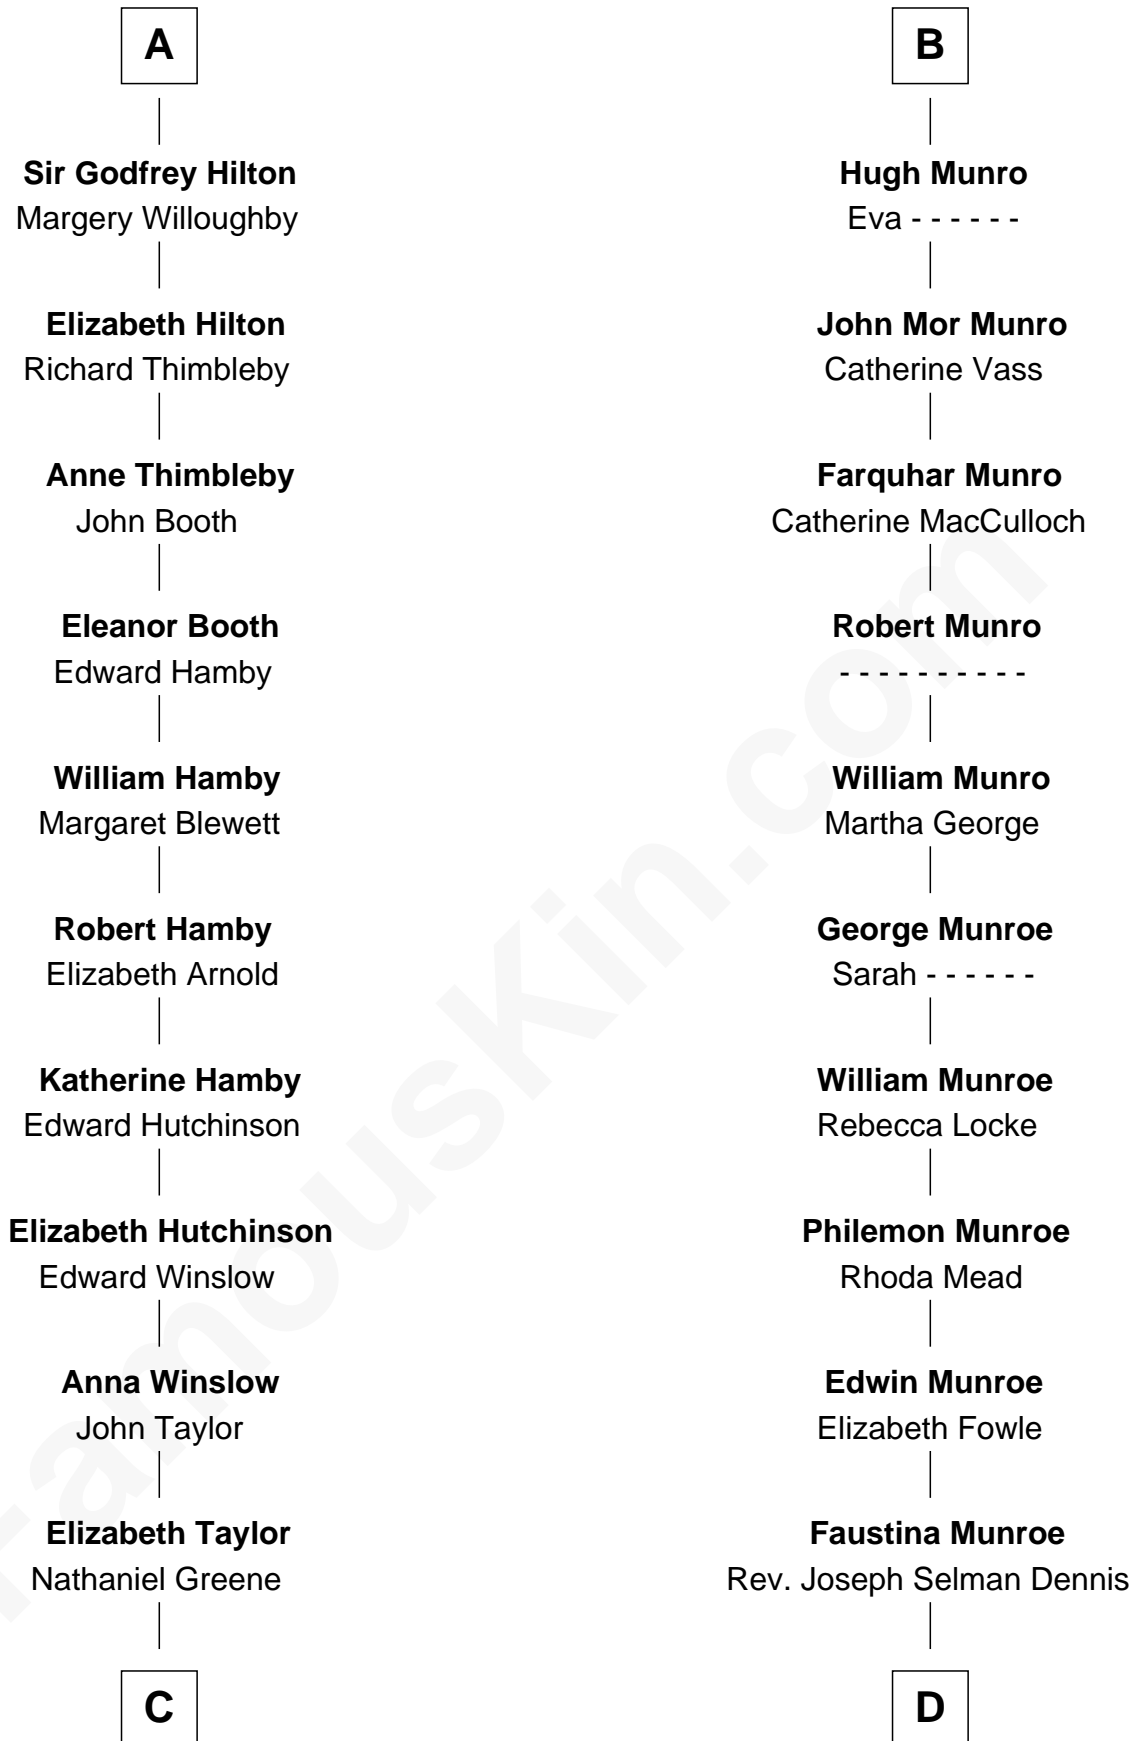 A
Sir Godfrey Hilton
Margery Willoughby
Elizabeth Hilton
Richard Thimbleby
Anne Thimbleby
John Booth
Eleanor Booth
Edward Hamby
William Hamby
Margaret Blewett
Robert Hamby
Elizabeth Arnold
Katherine Hamby
Edward Hutchinson
Elizabeth Hutchinson
Edward Winslow
Anna Winslow
John Taylor
Elizabeth Taylor
Nathaniel Greene
C
B
Hugh Munro
Eva - - - - - -
John Mor Munro
Catherine Vass
Farquhar Munro
Catherine MacCulloch
Robert Munro
- - - - - - - - - -
William Munro
Martha George
George Munroe
Sarah - - - - - -
William Munroe
Rebecca Locke
Philemon Munroe
Rhoda Mead
Edwin Munroe
Elizabeth Fowle
Faustina Munroe
Rev. Joseph Selman Dennis
D
FamousKin.com